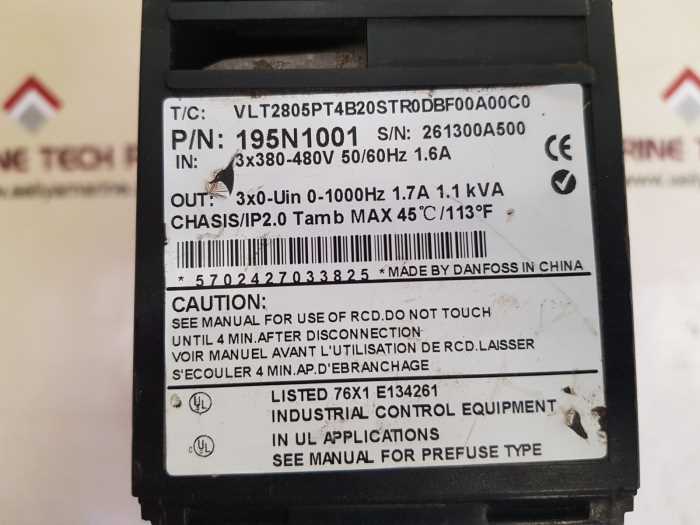 T/C: VLT2805PT4B20STR0DBF00A00C0
P/N: 195N1001 S/N: 261300A500
IN: 3x380-480V 50/60Hz 1.6A
OUT: 3x0-Uin 0-1000Hz 1.7A 1.1 kVA
CHASIS/IP2.0 Tamb MAX 45℃/113°F
CE
*5702427033825* *MADE BY DANFOSS IN CHINA
CAUTION:
SEE MANUAL FOR USE OF RCD.DO NOT TOUCH
UNTIL 4 MIN.AFTER DISCONNECTION
VOIR MANUEL AVANT L'UTILISATION DE RCD.LAISSER
S'ECOULER 4 MIN.AP.D'EBRANCHAGE
UL LISTED 76X1 E134261
INDUSTRIAL CONTROL EQUIPMENT
c UL IN UL APPLICATIONS
SEE MANUAL FOR PREFUSE TYPE